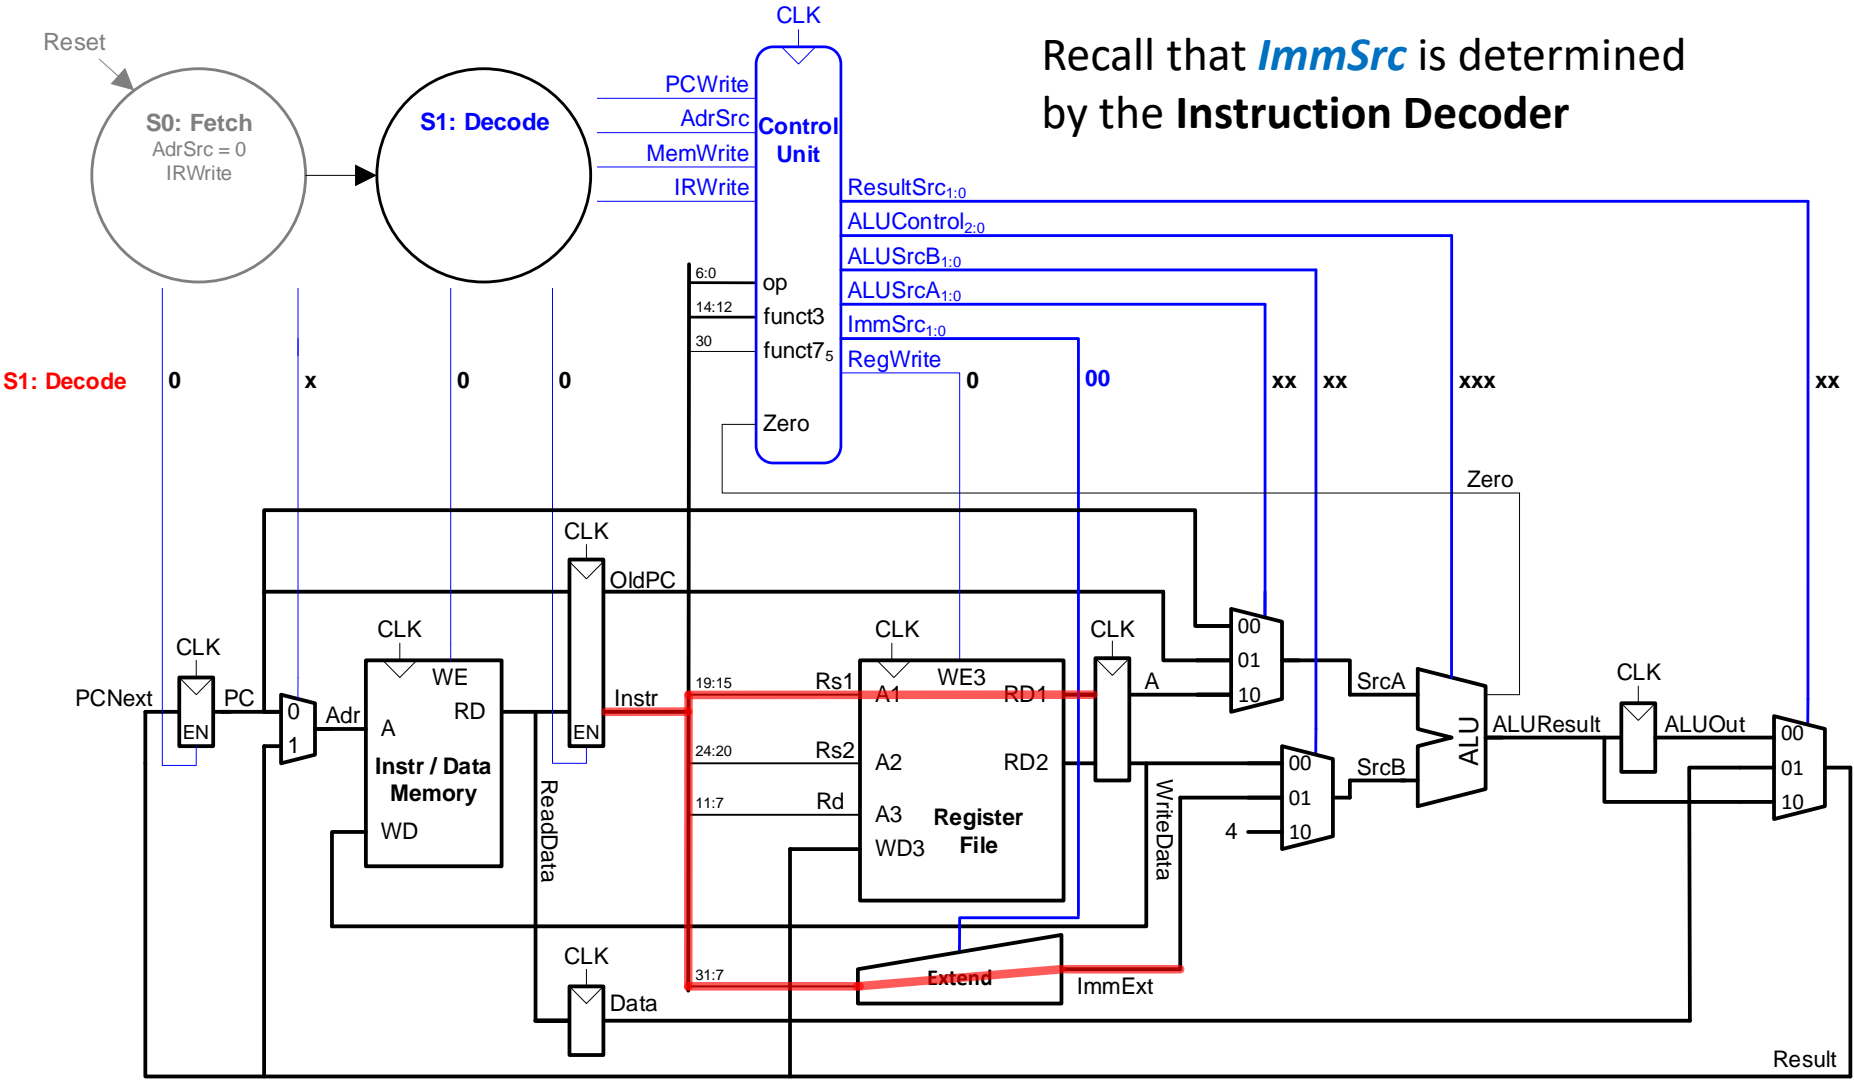 Reset
S0: Fetch
AdrSrc = 0
IRWrite
S1: Decode
CLK
Recall that ImmSrc is determined
by the Instruction Decoder
PCWrite
AdrSrc
MemWrite
IRWrite
Control
Unit
ResultSrc1:0
ALUControl2:0
ALUSrcB1:0
ALUSrcA1:0
ImmSrc1:0
RegWrite
6:0
op
14:12
funct3
30
funct75
Zero
S1: Decode
0
x
0
0
0
00
xx
xx
xxx
xx
Zero
CLK
OldPC
CLK
PCNext
EN
PC
0
1
Adr
CLK
WE
A
RD
Instr / Data
Memory
WD
ReadData
EN
Instr
19:15
Rs1
24:20
Rs2
11:7
Rd
31:7
CLK
WE3
A1
RD1
A2
RD2
A3
Register
File
WD3
CLK
A
WriteData
00
01
10
SrcA
00
01
4
10
SrcB
ALU
ALUResult
CLK
ALUOut
00
01
10
Extend
ImmExt
CLK
Data
Result